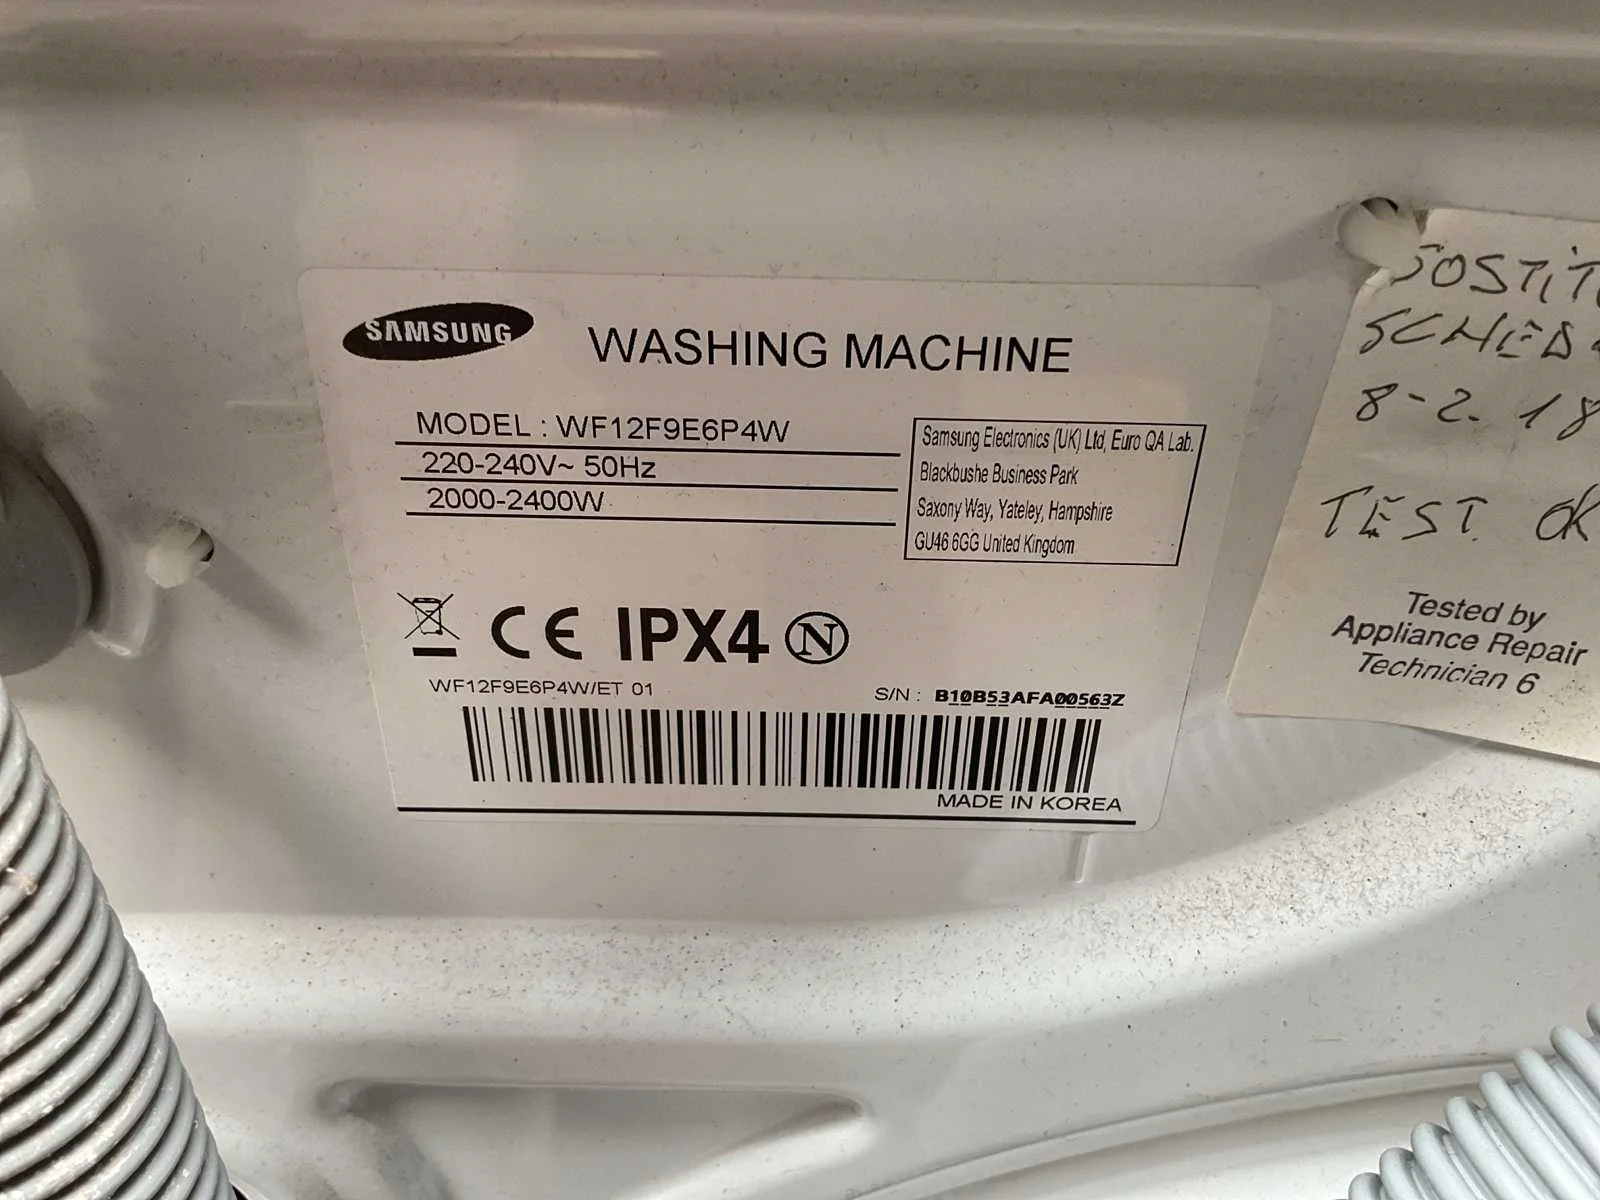 SAMSUNG
WASHING MACHINE
MODEL : WF12F9E6P4W
220-240V~ 50Hz
2000-2400W
Samsung Electronics (UK) Ltd, Euro QA Lab.
Blackbushe Business Park
Saxony Way, Yateley, Hampshire
GU46 6GG United Kingdom
CE IPX4 N
WF12F9E6P4W/ET 01
S/N : B10B53AFA00563Z
MADE IN KOREA
8-2.18
TEST. OK
Tested by
Appliance Repair
Technician 6